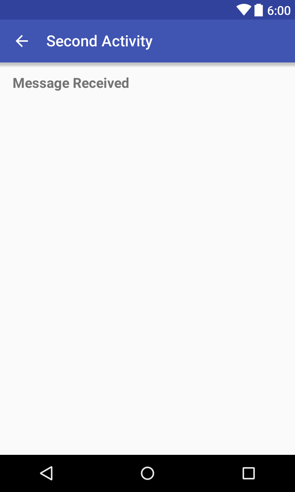 6:00
Second Activity
Message Received